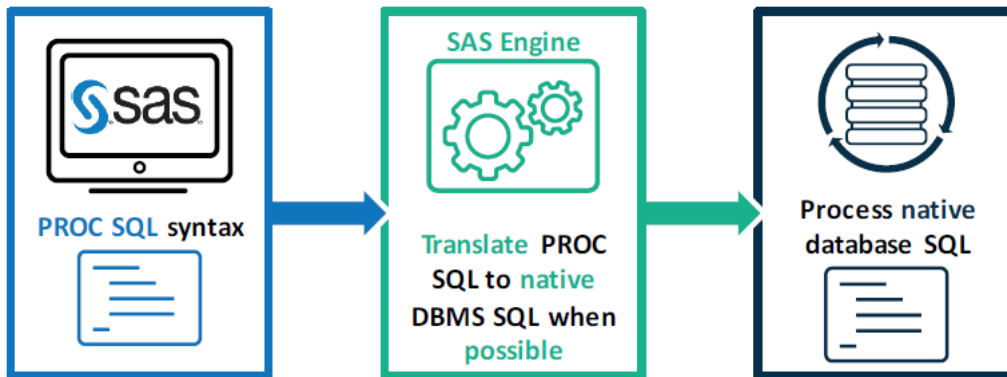 sas
PROC SQL syntax
SAS Engine
Translate PROC
SQL to native
DBMS SQL when
possible
Process native
database SQL